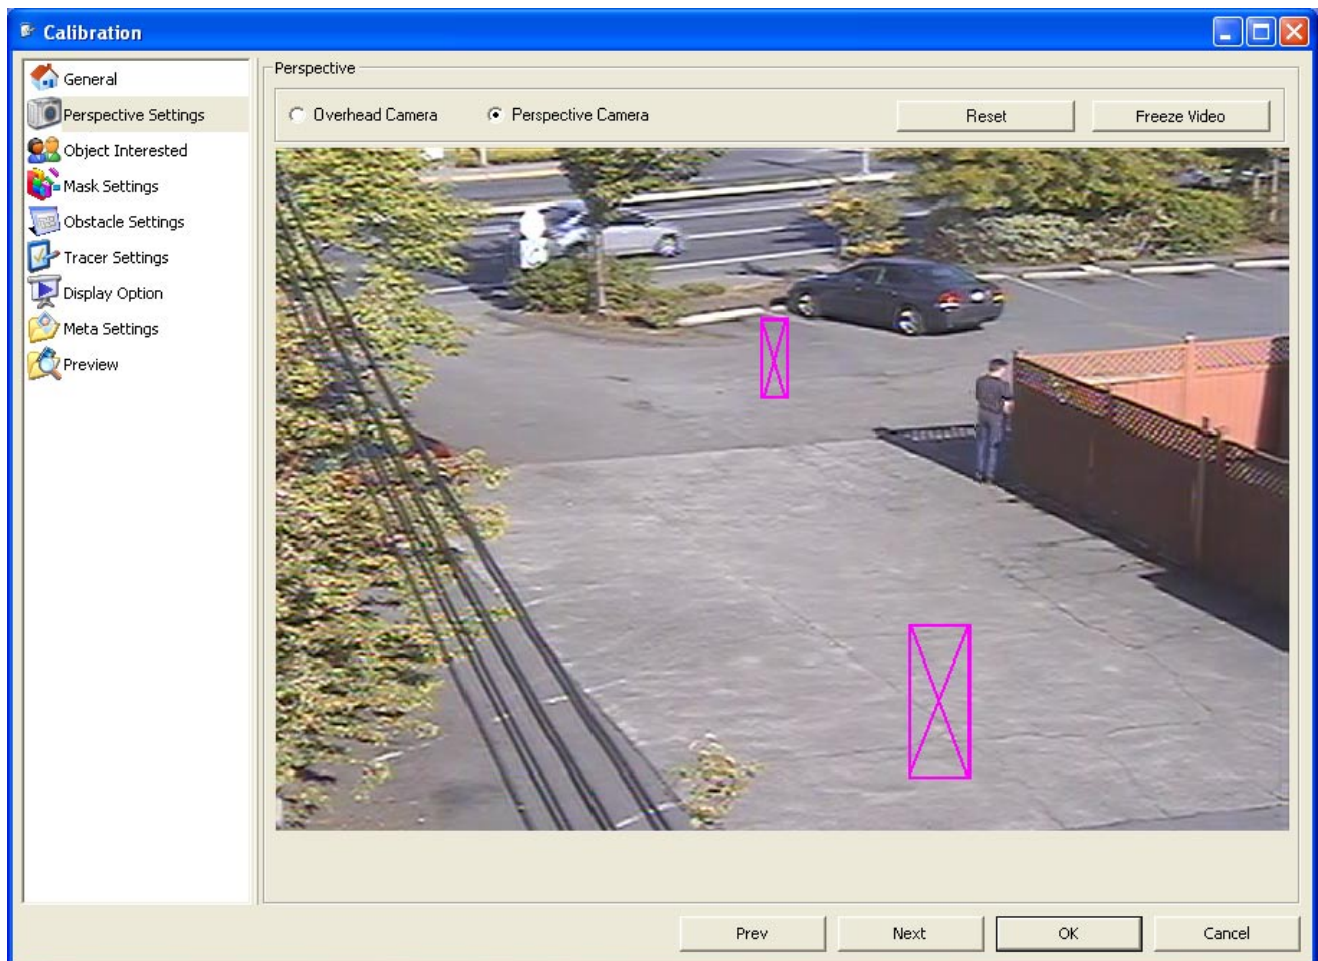 Calibration
General
Perspective Settings
Object Interested
Mask Settings
Obstacle Settings
Tracer Settings
Display Option
Meta Settings
Preview
Perspective
Overhead Camera Perspective Camera Reset Freeze Video
Prev Next OK Cancel